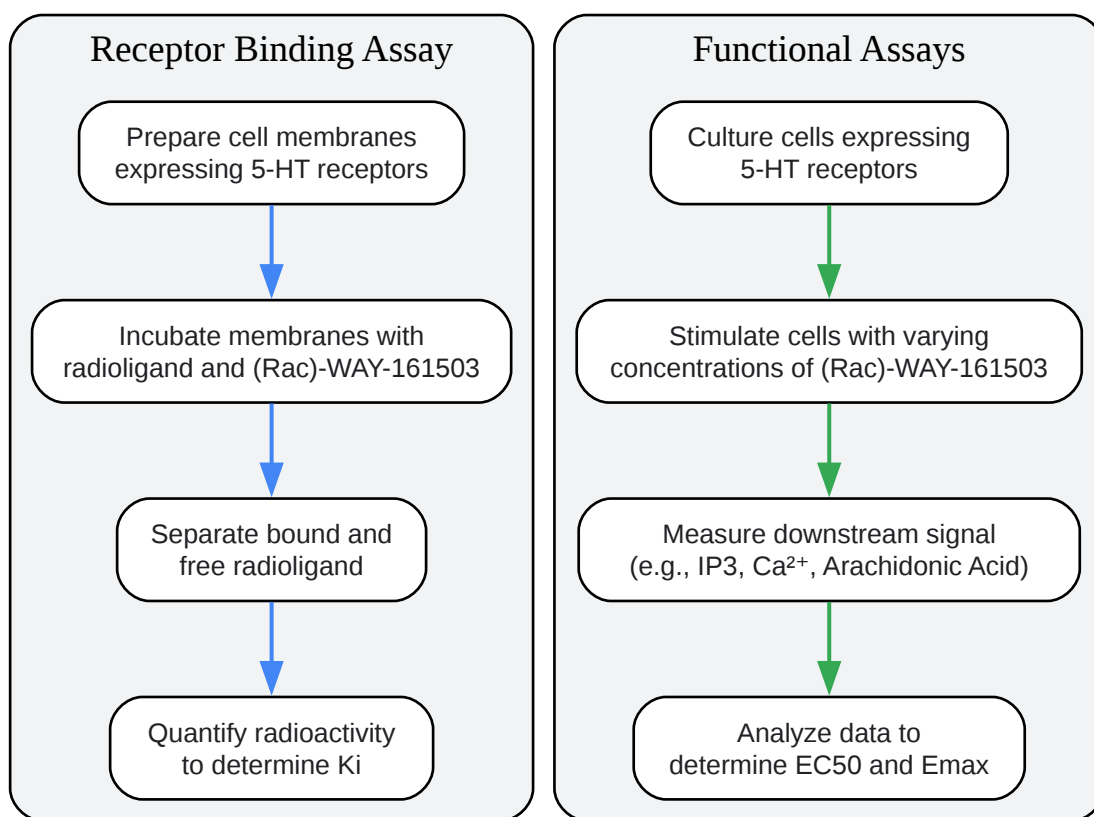 Receptor Binding Assay
Prepare cell membranes
expressing 5-HT receptors
Incubate membranes with
radioligand and (Rac)-WAY-161503
Separate bound and
free radioligand
Quantify radioactivity
to determine Ki
Functional Assays
Culture cells expressing
5-HT receptors
Stimulate cells with varying
concentrations of (Rac)-WAY-161503
Measure downstream signal
(e.g., IP3, Ca²⁺, Arachidonic Acid)
Analyze data to
determine EC50 and Emax